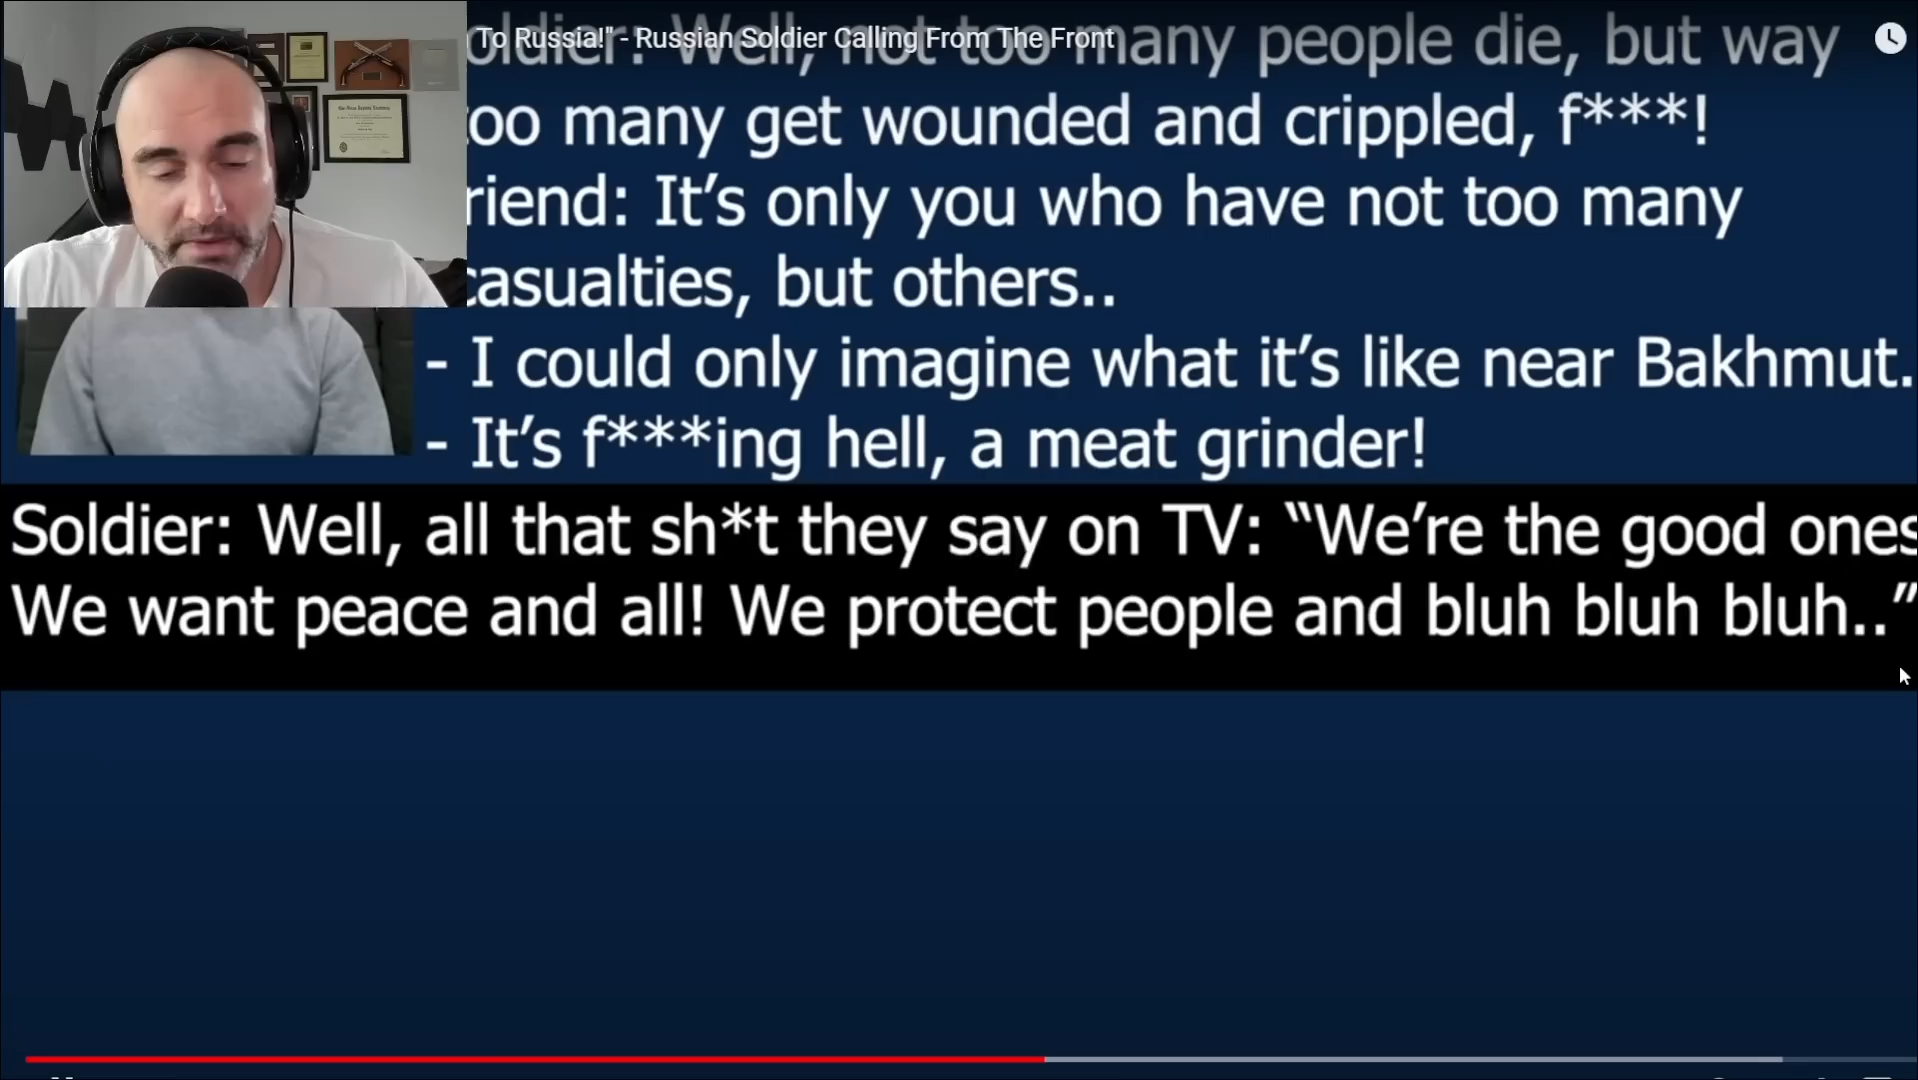 To Russia!" - Russian Soldier Calling From The Front
oldier: Well, not too many people die, but way
too many get wounded and crippled, f***!
riend: It’s only you who have not too many
casualties, but others..
- I could only imagine what it’s like near Bakhmut.
- It’s f***ing hell, a meat grinder!
Soldier: Well, all that sh*t they say on TV: “We’re the good ones
We want peace and all! We protect people and bluh bluh bluh..”